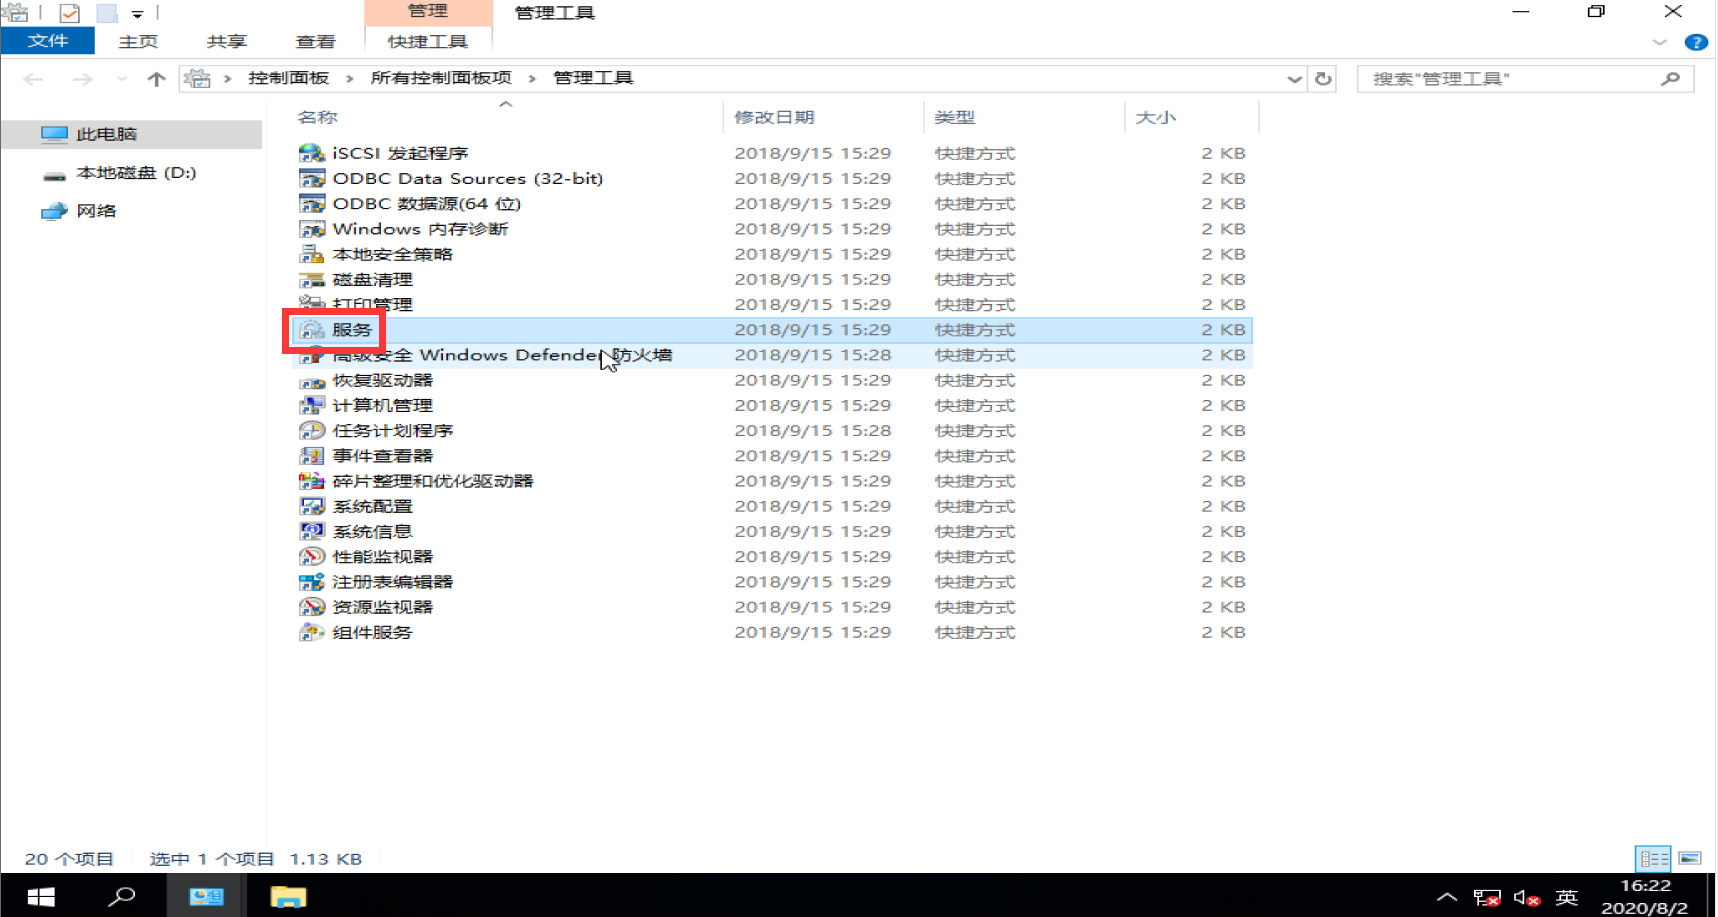 管理
管理工具
文件
主页
共享
查看
快捷工具
控制面板 › 所有控制面板项 › 管理工具
搜索"管理工具"
名称 修改日期 类型 大小
此电脑
本地磁盘 (D:)
网络
iSCSI 发起程序 2018/9/15 15:29 快捷方式 2 KB
ODBC Data Sources (32-bit) 2018/9/15 15:29 快捷方式 2 KB
ODBC 数据源(64 位) 2018/9/15 15:29 快捷方式 2 KB
Windows 内存诊断 2018/9/15 15:29 快捷方式 2 KB
本地安全策略 2018/9/15 15:29 快捷方式 2 KB
磁盘清理 2018/9/15 15:29 快捷方式 2 KB
打印管理 2018/9/15 15:29 快捷方式 2 KB
服务 2018/9/15 15:29 快捷方式 2 KB
高级安全 Windows Defender 防火墙 2018/9/15 15:28 快捷方式 2 KB
恢复驱动器 2018/9/15 15:29 快捷方式 2 KB
计算机管理 2018/9/15 15:29 快捷方式 2 KB
任务计划程序 2018/9/15 15:28 快捷方式 2 KB
事件查看器 2018/9/15 15:29 快捷方式 2 KB
碎片整理和优化驱动器 2018/9/15 15:29 快捷方式 2 KB
系统配置 2018/9/15 15:29 快捷方式 2 KB
系统信息 2018/9/15 15:29 快捷方式 2 KB
性能监视器 2018/9/15 15:29 快捷方式 2 KB
注册表编辑器 2018/9/15 15:29 快捷方式 2 KB
资源监视器 2018/9/15 15:29 快捷方式 2 KB
组件服务 2018/9/15 15:29 快捷方式 2 KB
20 个项目 选中 1 个项目 1.13 KB
英
16:22
2020/8/2